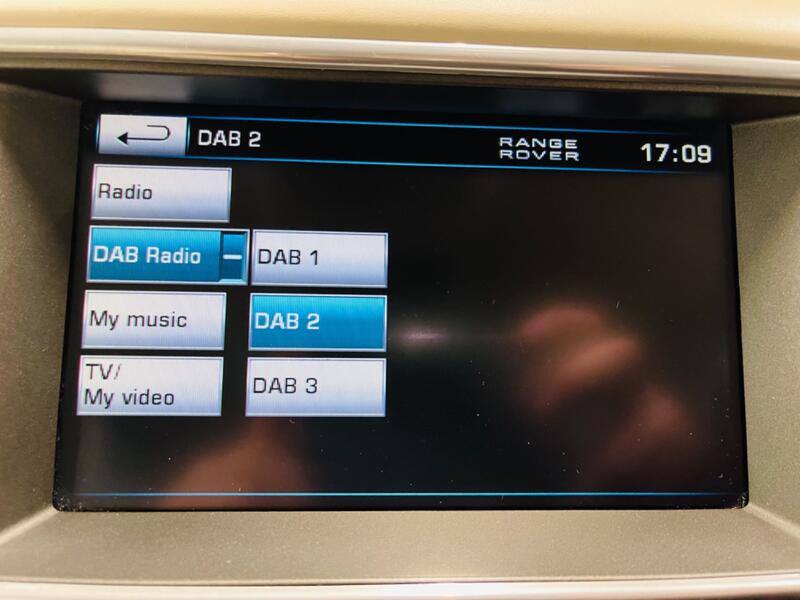 DAB 2
RANGE
ROVER
17:09
Radio
DAB Radio
DAB 1
My music
DAB 2
TV/
My video
DAB 3